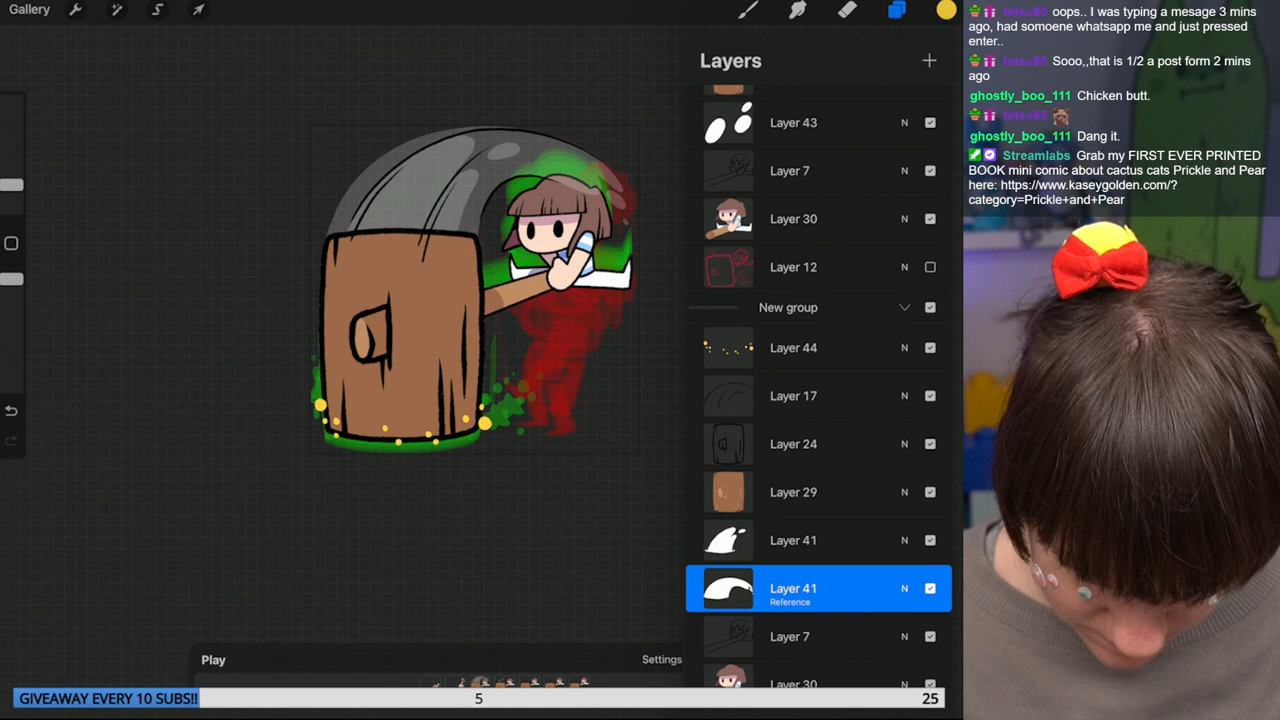 Gallery
Layers
Layer 43 N
Layer 7 N
Layer 30 N
Layer 12 N
New group
Layer 44 N
Layer 17 N
Layer 24 N
Layer 29 N
Layer 41 N
Layer 41 N
Reference
Layer 7 N
Layer 30 N
Play
Settings
GIVEAWAY EVERY 10 SUBS!!
5
25
tatsu80 oops.. I was typing a mesage 3 mins
ago, had somoene whatsapp me and just pressed
enter..
tatsu80 Sooo,,that is 1/2 a post form 2 mins
ago
ghostly_boo_111 Chicken butt.
tatsu80
ghostly_boo_111 Dang it.
Streamlabs Grab my FIRST EVER PRINTED
BOOK mini comic about cactus cats Prickle and Pear
here: https://www.kaseygolden.com/?
category=Prickle+and+Pear